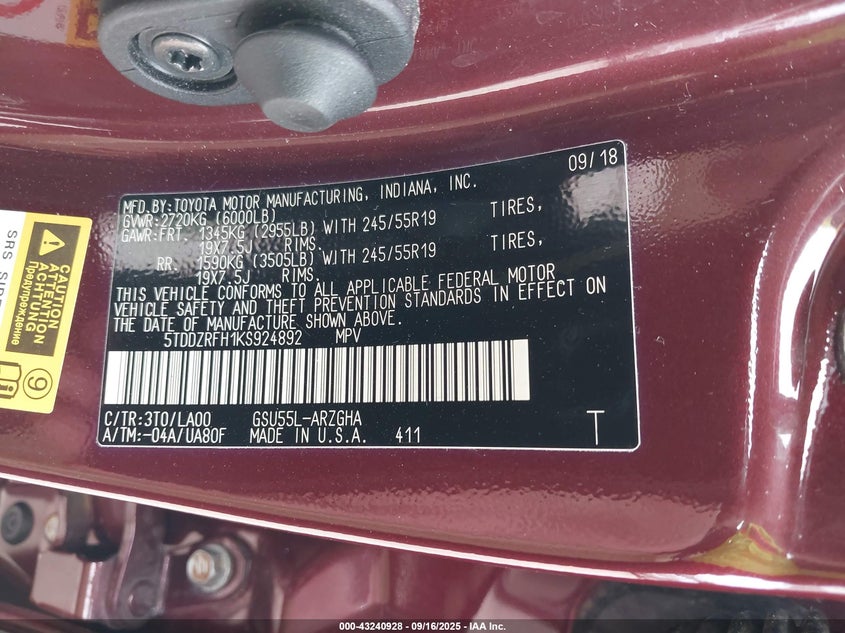 09/18
MFD.BY:TOYOTA MOTOR MANUFACTURING, INDIANA, INC.
GVWR:2720KG (6000LB)
GAWR:FRT. 1345KG (2955LB) WITH 245/55R19 TIRES,
19X7.5J RIMS.
RR. 1590KG (3505LB) WITH 245/55R19 TIRES,
19X7.5J RIMS.
THIS VEHICLE CONFORMS TO ALL APPLICABLE FEDERAL MOTOR
VEHICLE SAFETY AND THEFT PREVENTION STANDARDS IN EFFECT ON
THE DATE OF MANUFACTURE SHOWN ABOVE.
5TDDZRFH1KS924892 MPV
C/TR:3T0/LA00 GSU55L-ARZGHA
A/TM:-04A/UA80F MADE IN U.S.A. 411 T
SRS
CAUTION
ATTENTION
ACHTUNG
Предупреждение
9
000-43240928 - 09/16/2025 - IAA Inc.